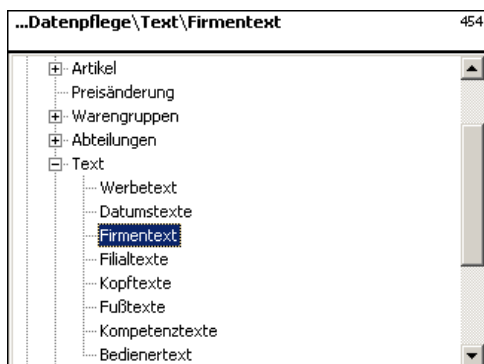 ...Datenpflege\Text\Firmentext 454
Artikel
Preisänderung
Warengruppen
Abteilungen
Text
Werbetext
Datumstexte
Firmentext
Filialtexte
Kopftexte
Fußtexte
Kompetenztexte
Bedienertext